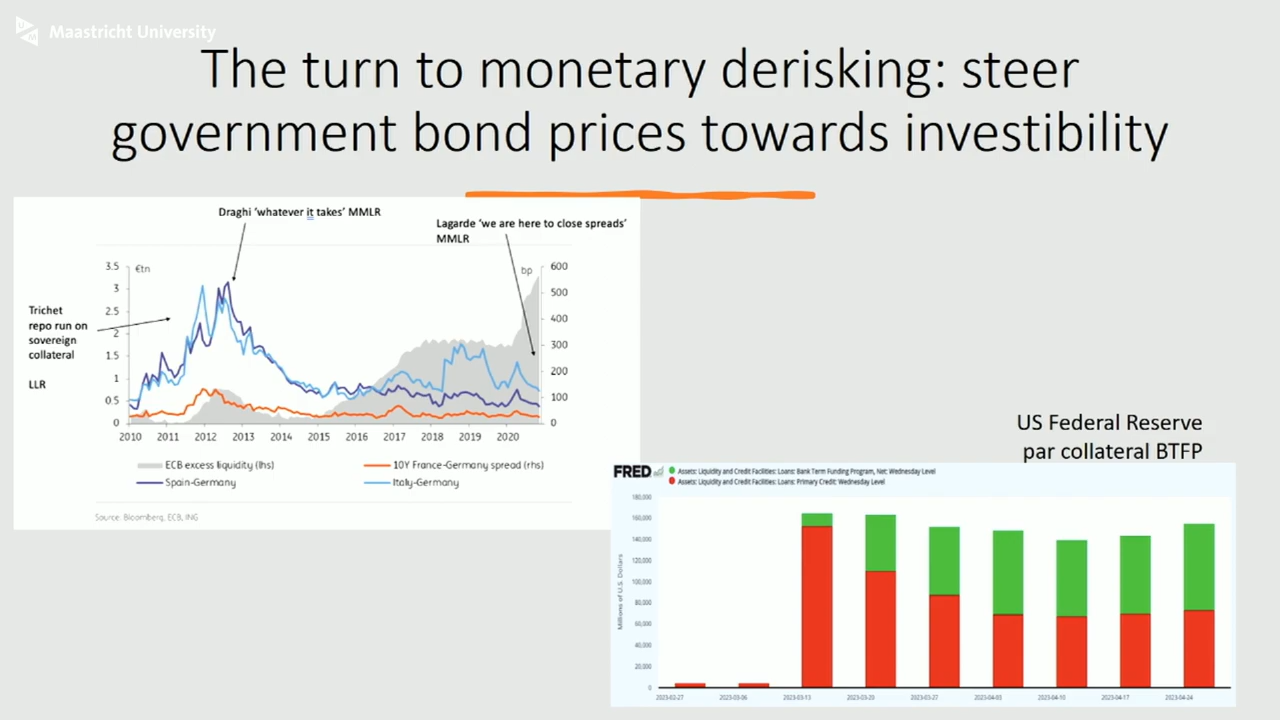 Maastricht University
The turn to monetary derisking: steer
government bond prices towards investibility
Draghi 'whatever it takes' MMLR
Lagarde 'we are here to close spreads'
MMLR
Trichet
repo run on
sovereign
collateral
LLR
€tn
bp
3.5
3
2.5
2
1.5
1
0.5
0
600
500
400
300
200
100
0
2010 2011 2012 2013 2014 2015 2016 2017 2018 2019 2020
ECB excess liquidity (lhs)
10Y France-Germany spread (rhs)
Spain-Germany
Italy-Germany
Source: Bloomberg, ECB, ING
US Federal Reserve
par collateral BTFP
FRED
Assets: Liquidity and Credit Facilities: Loans: Bank Term Funding Program, Net: Wednesday Level
Assets: Liquidity and Credit Facilities: Loans: Primary Credit: Wednesday Level
Millions of U.S. Dollars
180,000
160,000
140,000
120,000
100,000
80,000
60,000
40,000
20,000
0
2023-02-27 2023-03-06 2023-03-13 2023-03-20 2023-03-27 2023-04-03 2023-04-10 2023-04-17 2023-04-24